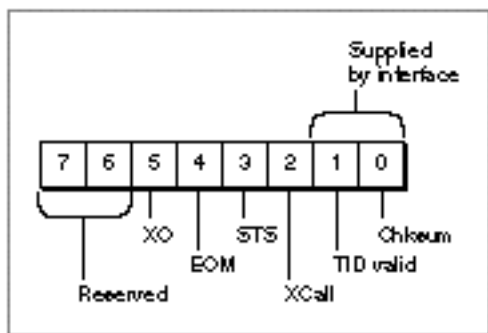 Supplied
by interface
7 6 5 4 3 2 1 0
XO STS Chksum
EOM TID valid
Reserved XCall